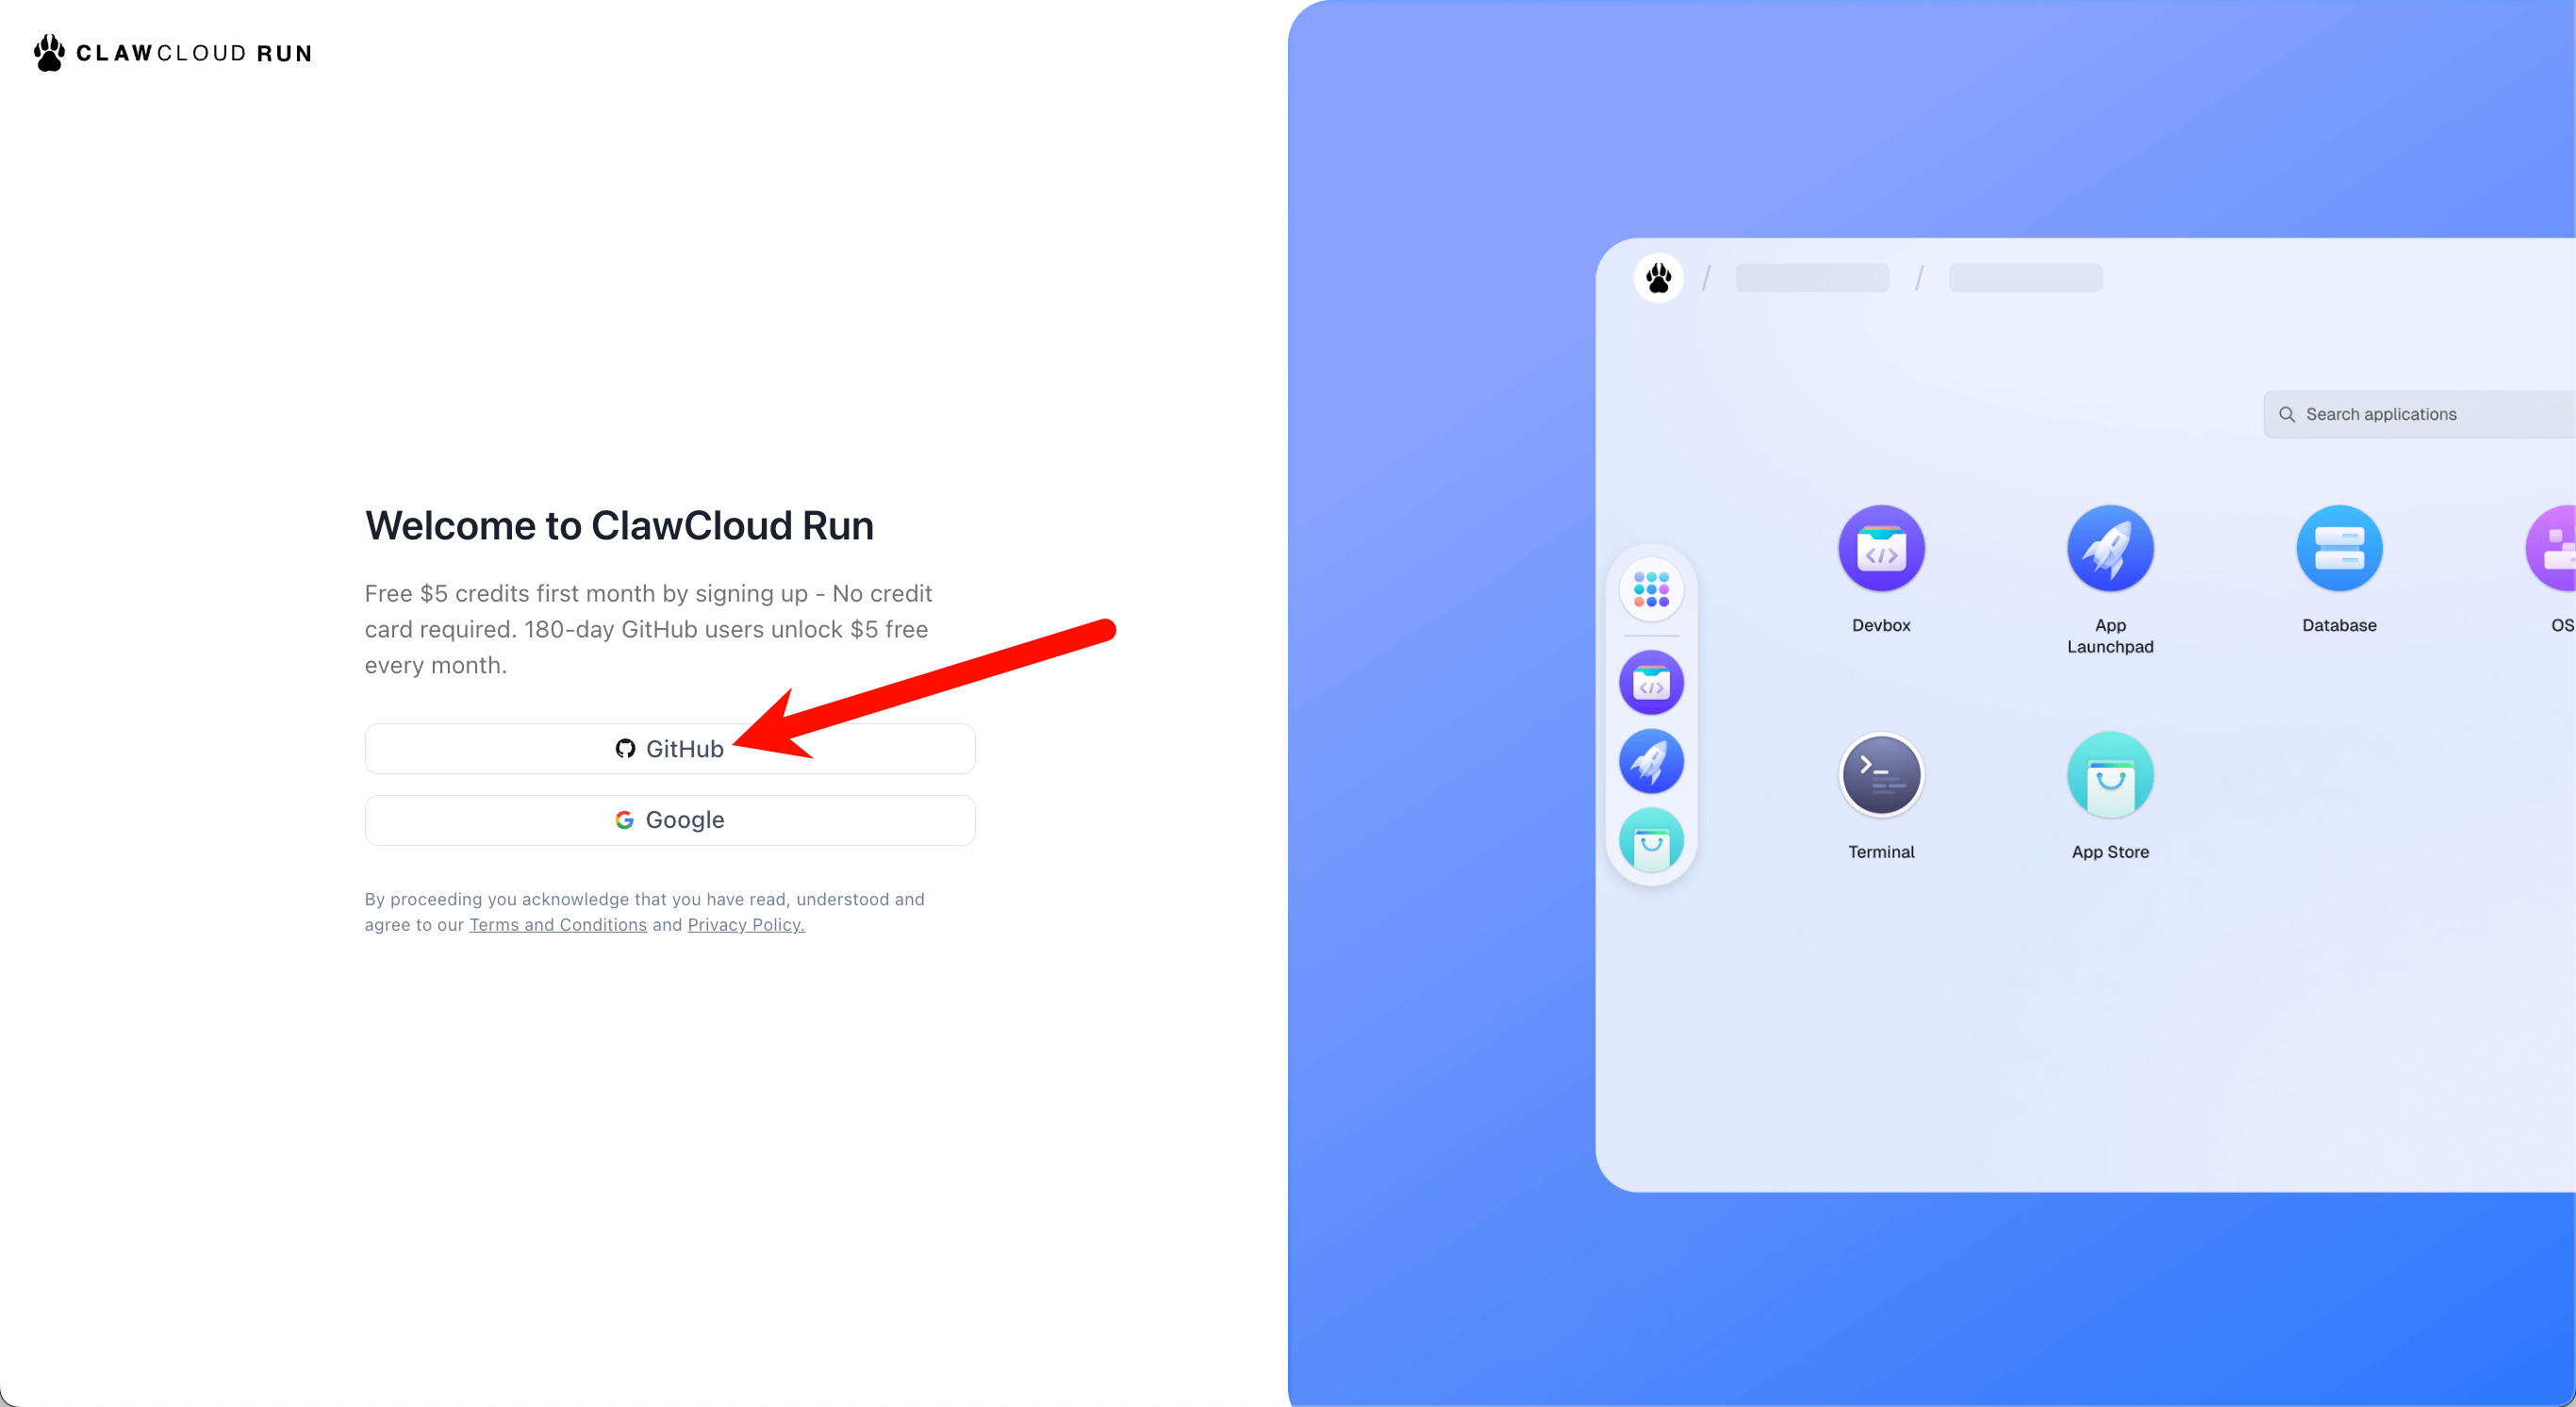 CLAWCLOUD RUN
Welcome to ClawCloud Run
Free $5 credits first month by signing up - No credit
card required. 180-day GitHub users unlock $5 free
every month.
GitHub
Google
By proceeding you acknowledge that you have read, understood and
agree to our Terms and Conditions and Privacy Policy.
/ /
Search applications
Devbox
App
Launchpad
Database
OS
Terminal
App Store